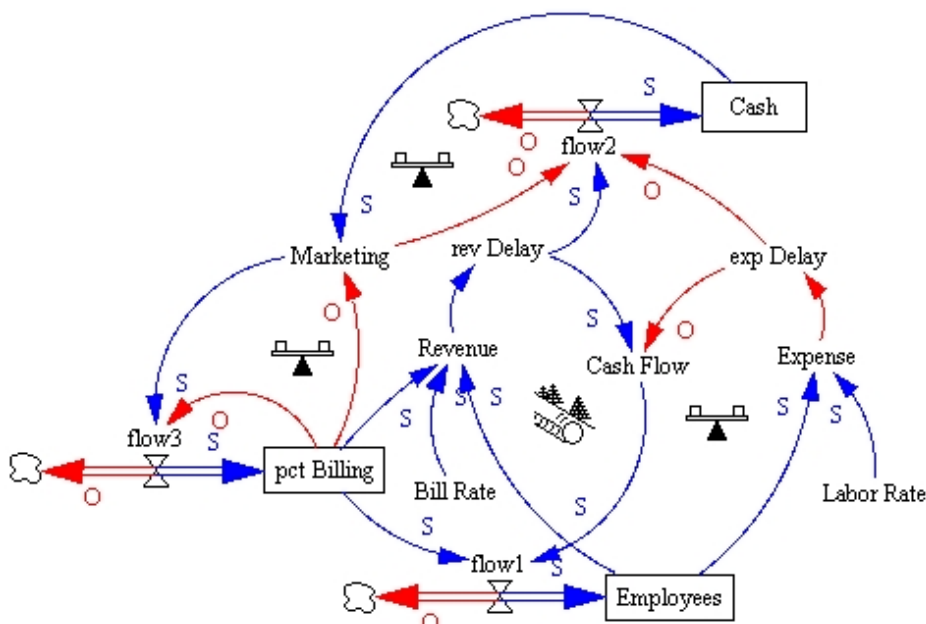 S
Cash
O
flow2
O
S
S
O
Marketing
rev Delay
exp Delay
O
S
O
Revenue
Cash Flow
Expense
S
O
S
S
S
S
S
flow3
S
pct Billing
O
Bill Rate
Labor Rate
S
S
flow1
S
Employees
O